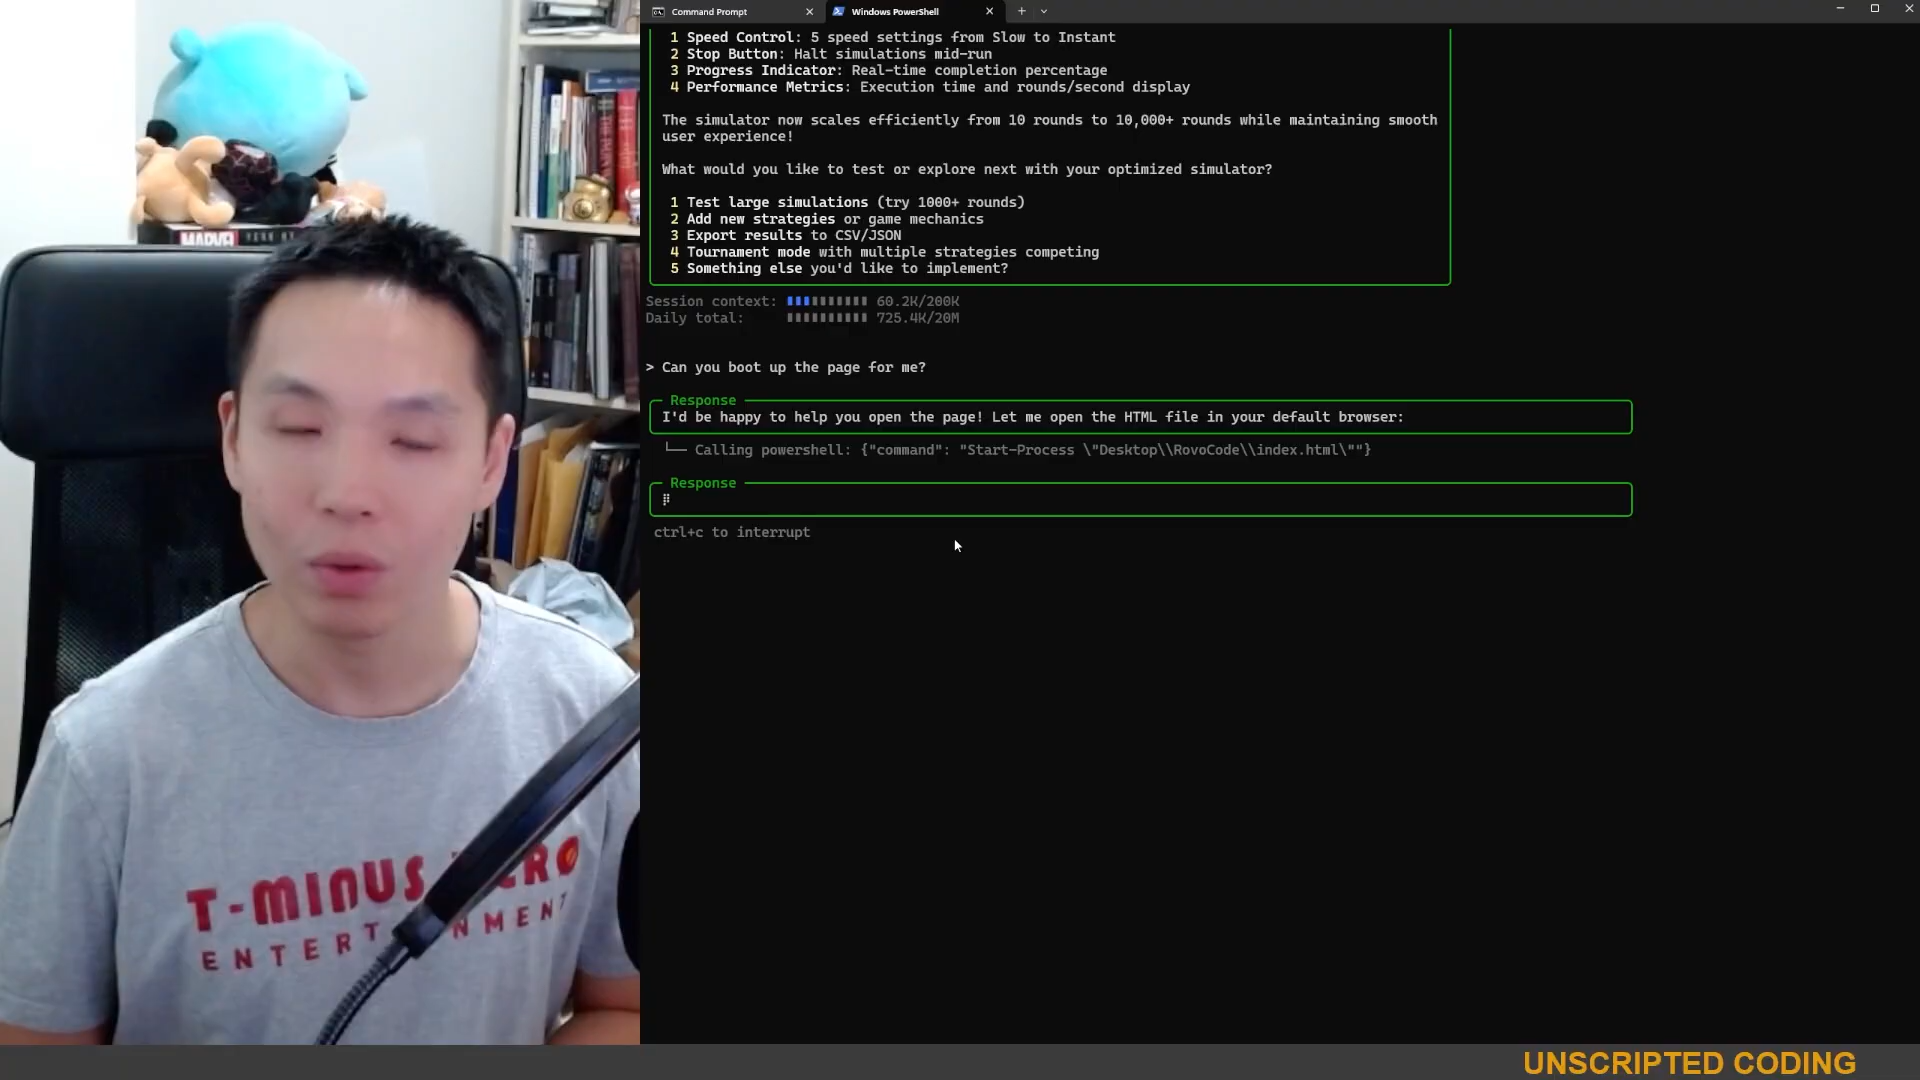 Command Prompt
Windows PowerShell
1 Speed Control: 5 speed settings from Slow to Instant
2 Stop Button: Halt simulations mid-run
3 Progress Indicator: Real-time completion percentage
4 Performance Metrics: Execution time and rounds/second display
The simulator now scales efficiently from 10 rounds to 10,000+ rounds while maintaining smooth
user experience!
What would you like to test or explore next with your optimized simulator?
1 Test large simulations (try 1000+ rounds)
2 Add new strategies or game mechanics
3 Export results to CSV/JSON
4 Tournament mode with multiple strategies competing
5 Something else you'd like to implement?
Session context: 60.2K/200K
Daily total: 725.4K/20M
> Can you boot up the page for me?
Response
I'd be happy to help you open the page! Let me open the HTML file in your default browser:
Calling powershell: {"command": "Start-Process \"Desktop\\RovoCode\\index.html\""}
Response
ctrl+c to interrupt
MARVEL
T-MINUS
ENTERT NMENT
UNSCRIPTED CODING